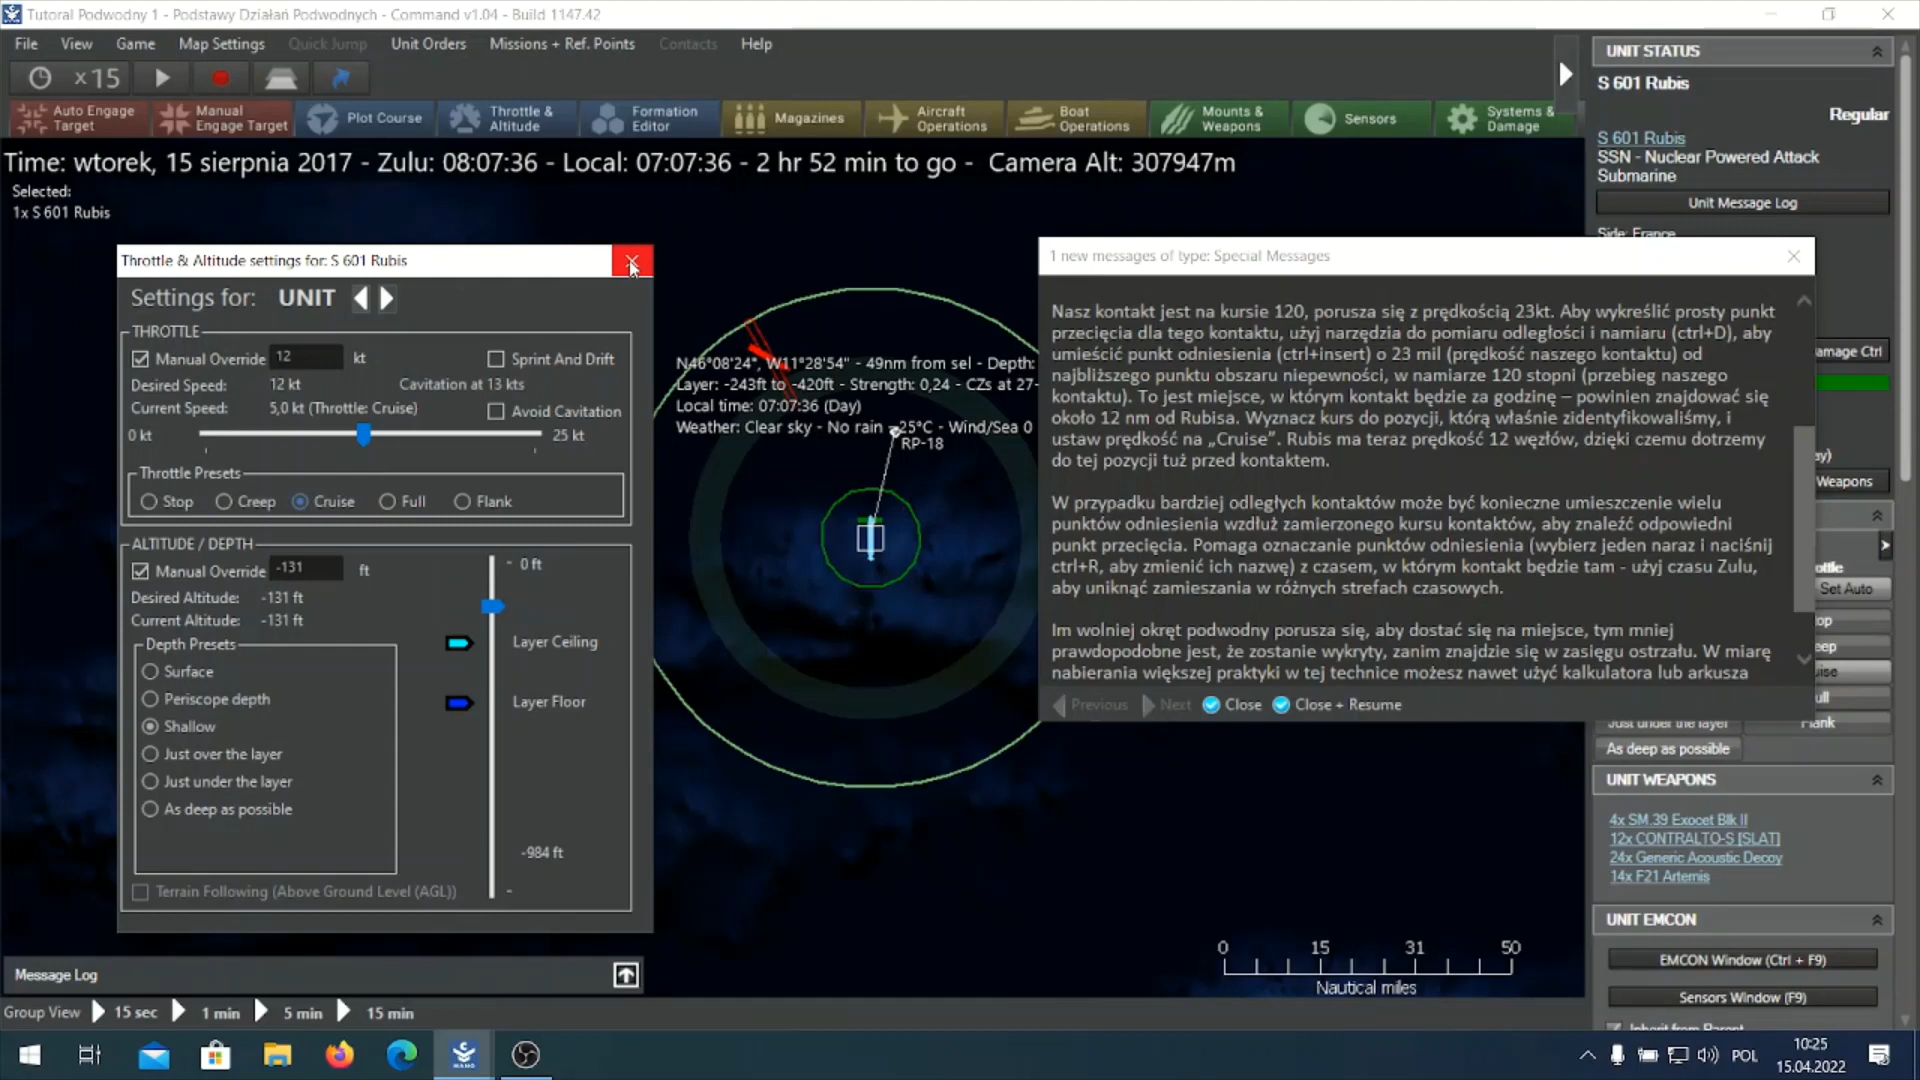 Tutoral Podwodny 1 - Podstawy Działań Podwodnych - Command v1.04 - Build 1147.42
File View Game Map Settings Quick Jump Unit Orders Missions + Ref. Points Contacts Help
x15
Auto Engage Target
Manual Engage Target
Plot Course
Throttle & Altitude
Formation Editor
Magazines
Aircraft Operations
Boat Operations
Mounts & Weapons
Sensors
Systems & Damage
Time: wtorek, 15 sierpnia 2017 - Zulu: 08:07:36 - Local: 07:07:36 - 2 hr 52 min to go - Camera Alt: 307947m
Selected:
1x S 601 Rubis
Throttle & Altitude settings for: S 601 Rubis
Settings for: UNIT
THROTTLE
Manual Override 12 kt
Sprint And Drift
Desired Speed: 12 kt Cavitation at 13 kts
Current Speed: 5,0 kt (Throttle: Cruise) Avoid Cavitation
0 kt 25 kt
Throttle Presets
Stop Creep Cruise Full Flank
ALTITUDE / DEPTH
Manual Override -131 ft
0 ft
Desired Altitude: -131 ft
Current Altitude: -131 ft
Depth Presets
Surface
Periscope depth
Shallow
Just over the layer
Just under the layer
As deep as possible
Layer Ceiling
Layer Floor
-984 ft
Terrain Following (Above Ground Level (AGL))
N46°08'24", W11°28'54" - 49nm from sel - Depth:
Layer: -243ft to -420ft - Strength: 0,24 - CZs at 27-
Local time: 07:07:36 (Day)
Weather: Clear sky - No rain - 25°C - Wind/Sea 0
RP-18
1 new messages of type: Special Messages
Nasz kontakt jest na kursie 120, porusza się z prędkością 23kt. Aby wykreślić prosty punkt
przecięcia dla tego kontaktu, użyj narzędzia do pomiaru odległości i namiaru (ctrl+D), aby
umieścić punkt odniesienia (ctrl+insert) o 23 mil (prędkość naszego kontaktu) od
najbliższego punktu obszaru niepewności, w namiarze 120 stopni (przebieg naszego
kontaktu). To jest miejsce, w którym kontakt będzie za godzinę – powinien znajdować się
około 12 nm od Rubisa. Wyznacz kurs do pozycji, którą właśnie zidentyfikowaliśmy, i
ustaw prędkość na „Cruise”. Rubis ma teraz prędkość 12 węzłów, dzięki czemu dotrzemy
do tej pozycji tuż przed kontaktem.
W przypadku bardziej odległych kontaktów może być konieczne umieszczenie wielu
punktów odniesienia wzdłuż zamierzonego kursu kontaktów, aby znaleźć odpowiedni
punkt przecięcia. Pomaga oznaczanie punktów odniesienia (wybierz jeden naraz i naciśnij
ctrl+R, aby zmienić ich nazwę) z czasem, w którym kontakt będzie tam - użyj czasu Zulu,
aby uniknąć zamieszania w różnych strefach czasowych.
Im wolniej okręt podwodny porusza się, aby dostać się na miejsce, tym mniej
prawdopodobne jest, że zostanie wykryty, zanim znajdzie się w zasięgu ostrzału. W miarę
nabierania większej praktyki w tej technice możesz nawet użyć kalkulatora lub arkusza
Previous Next Close Close + Resume
UNIT STATUS
S 601 Rubis
Regular
S 601 Rubis
SSN - Nuclear Powered Attack
Submarine
Unit Message Log
Side: France
amage Ctrl
ay)
Weapons
ottle
Set Auto
op
eep
ise
ull
Just under the layer
lank
As deep as possible
UNIT WEAPONS
4x SM.39 Exocet Blk II
12x CONTRALTO-S [SLAT]
24x Generic Acoustic Decoy
14x F21 Artemis
UNIT EMCON
EMCON Window (Ctrl + F9)
Sensors Window (F9)
Inherit from Parent
0 15 31 50
Nautical miles
Message Log
Group View 15 sec 1 min 5 min 15 min
POL
10:25
15.04.2022